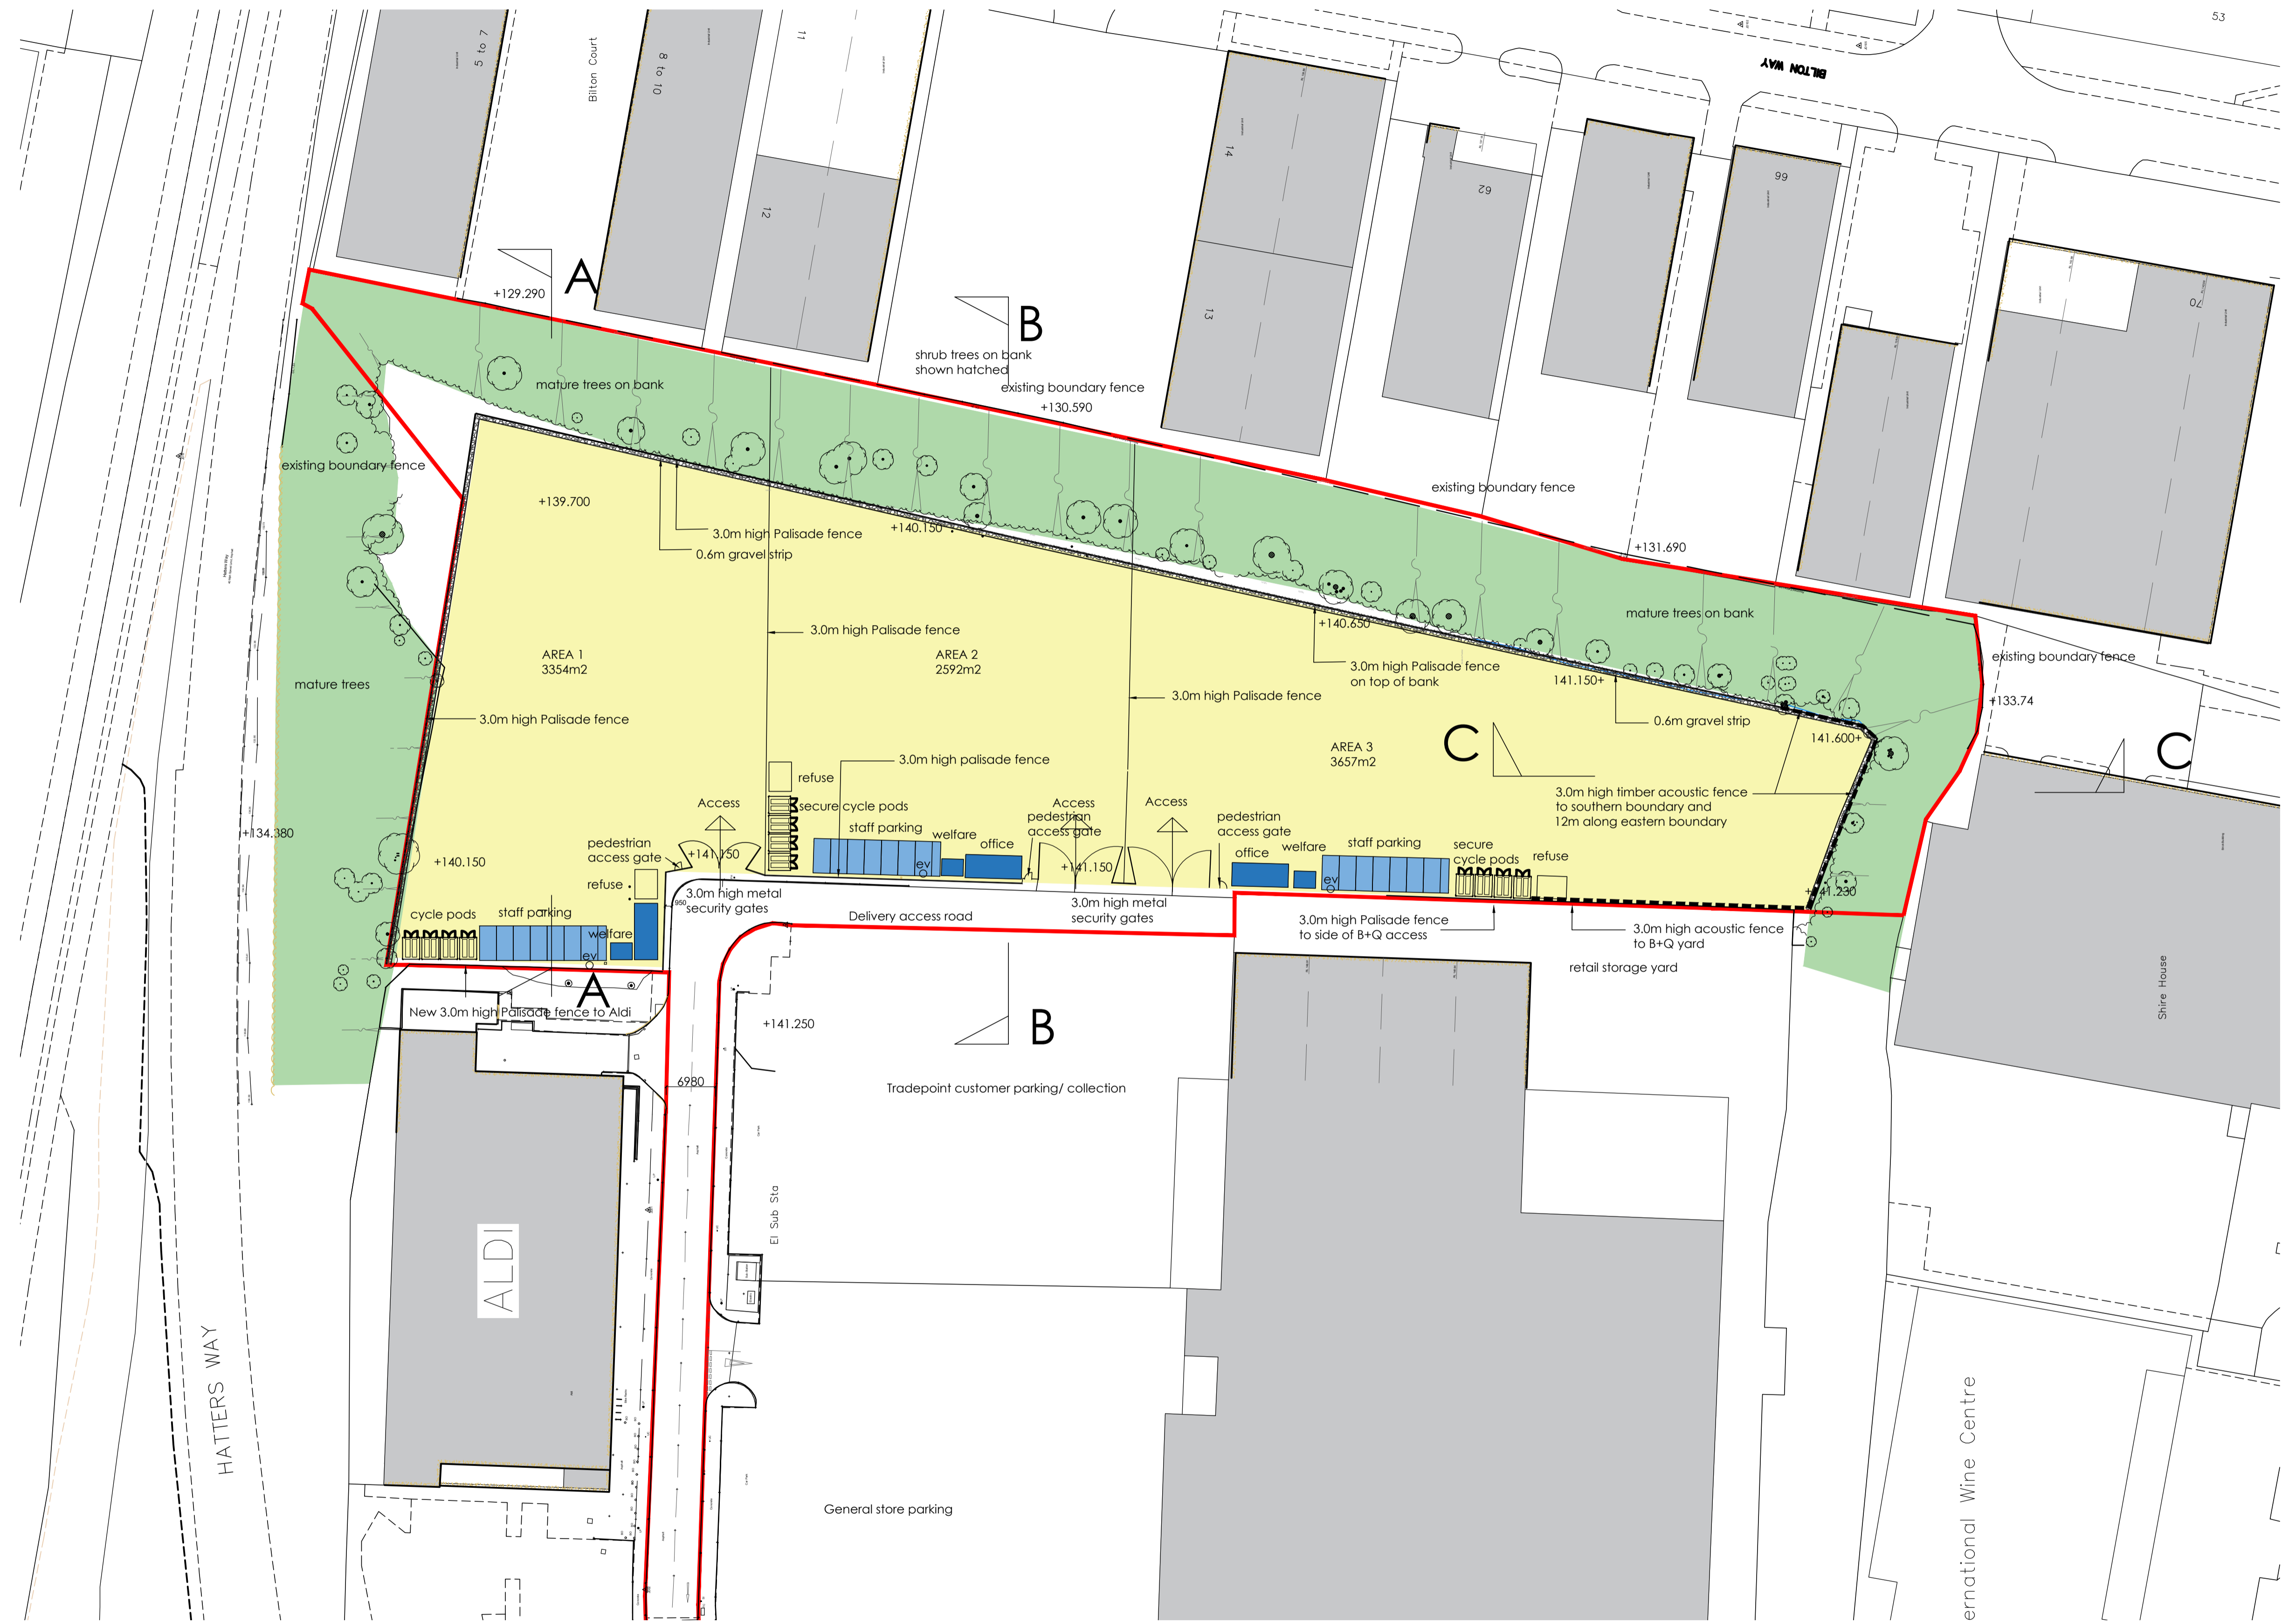 53
BILTON WAY
5 to 7
Bilton Court
8 to 10
11
12
14
13
62
66
70
A
+129.290
B
shrub trees on bank
shown hatched
existing boundary fence
+130.590
mature trees on bank
existing boundary fence
existing boundary fence
+139.700
3.0m high Palisade fence
0.6m gravel strip
+140.150
+131.690
mature trees on bank
+140.650
3.0m high Palisade fence
on top of bank
141.150+
0.6m gravel strip
existing boundary fence
+133.74
141.600+
AREA 1
3354m2
3.0m high Palisade fence
AREA 2
2592m2
3.0m high Palisade fence
AREA 3
3657m2
C
C
mature trees
3.0m high Palisade fence
3.0m high palisade fence
3.0m high timber acoustic fence
to southern boundary and
12m along eastern boundary
+134.380
+140.150
pedestrian
access gate
refuse
cycle pods
staff parking
welfare
ev
Access
+141.150
refuse
secure cycle pods
staff parking
welfare
office
ev
Access
pedestrian
access gate
+141.150
Access
pedestrian
access gate
office
welfare
staff parking
ev
secure
cycle pods
refuse
+141.230
950
3.0m high metal
security gates
Delivery access road
3.0m high metal
security gates
3.0m high Palisade fence
to side of B+Q access
3.0m high acoustic fence
to B+Q yard
retail storage yard
A
New 3.0m high Palisade fence to Aldi
+141.250
B
6980
Tradepoint customer parking/ collection
El Sub Sta
ALDI
HATTERS WAY
General store parking
Shire House
ernational Wine Centre